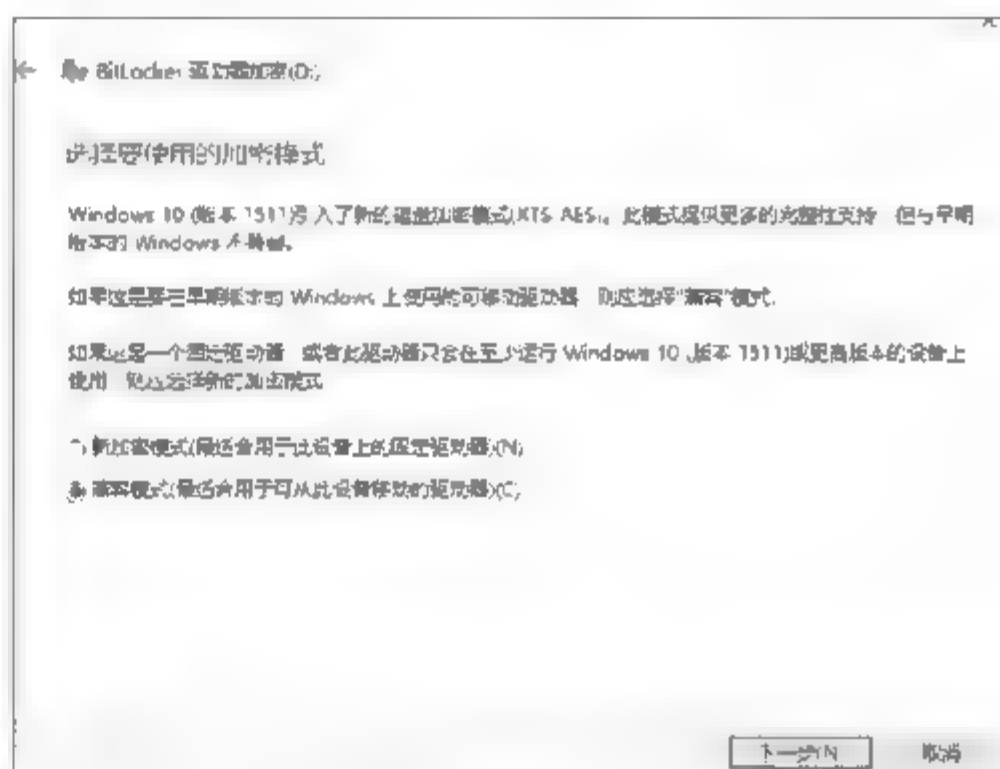 BitLocker 驱动器加密(D:)
选择要使用的加密模式
Windows 10 (版本 1511)引入了新的磁盘加密模式(XTS-AES)。此模式提供更多的完整性支持，但与早期
版本的 Windows 不兼容。
如果这是要在早期版本的 Windows 上使用的可移动驱动器，则应选择“兼容”模式。
如果这是一个固定驱动器，或者此驱动器只会在至少运行 Windows 10 (版本 1511)或更高版本的设备上
使用，则应选择新的加密模式
新加密模式(最适合用于此设备上的固定驱动器)(N)
兼容模式(最适合用于可从此设备移动的驱动器)(C)
下一步(N)
取消